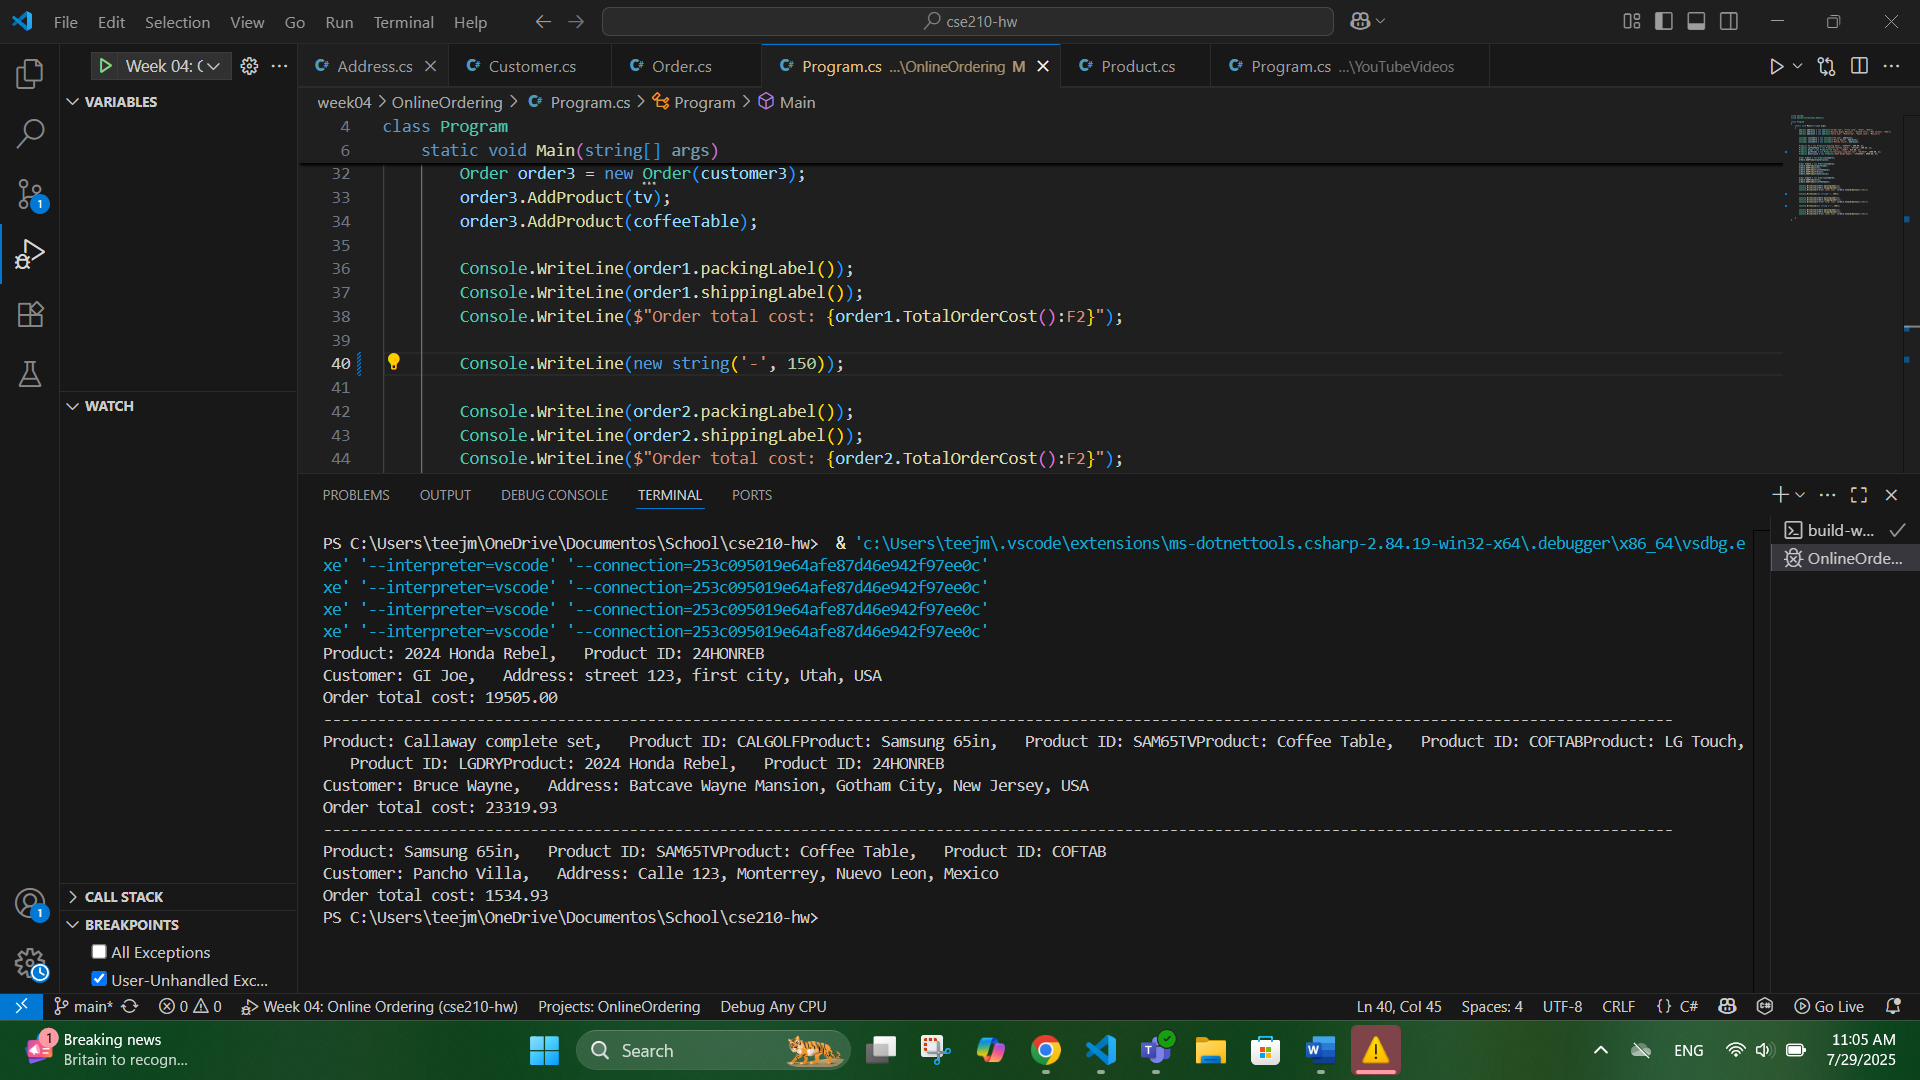 File Edit Selection View Go Run Terminal Help
cse210-hw
Week 04: C
Address.cs Customer.cs Order.cs Program.cs ...\OnlineOrdering M Product.cs Program.cs ...\YouTubeVideos
VARIABLES
WATCH
CALL STACK
BREAKPOINTS
All Exceptions
User-Unhandled Exc...
week04 > OnlineOrdering > Program.cs > Program > Main
4 class Program
6 static void Main(string[] args)
32 Order order3 = new Order(customer3);
33 order3.AddProduct(tv);
34 order3.AddProduct(coffeeTable);
35
36 Console.WriteLine(order1.packingLabel());
37 Console.WriteLine(order1.shippingLabel());
38 Console.WriteLine($"Order total cost: {order1.TotalOrderCost():F2}");
39
40 Console.WriteLine(new string('-', 150));
41
42 Console.WriteLine(order2.packingLabel());
43 Console.WriteLine(order2.shippingLabel());
44 Console.WriteLine($"Order total cost: {order2.TotalOrderCost():F2}");
PROBLEMS OUTPUT DEBUG CONSOLE TERMINAL PORTS
build-w...
OnlineOrde...
PS C:\Users\teejm\OneDrive\Documentos\School\cse210-hw> & 'c:\Users\teejm\.vscode\extensions\ms-dotnettools.csharp-2.84.19-win32-x64\.debugger\x86_64\vsdbg.e
xe' '--interpreter=vscode' '--connection=253c095019e64afe87d46e942f97ee0c'
xe' '--interpreter=vscode' '--connection=253c095019e64afe87d46e942f97ee0c'
xe' '--interpreter=vscode' '--connection=253c095019e64afe87d46e942f97ee0c'
xe' '--interpreter=vscode' '--connection=253c095019e64afe87d46e942f97ee0c'
Product: 2024 Honda Rebel, Product ID: 24HONREB
Customer: GI Joe, Address: street 123, first city, Utah, USA
Order total cost: 19505.00
------------------------------------------------------------------------------------------------------------------------------------------------------
Product: Callaway complete set, Product ID: CALGOLFProduct: Samsung 65in, Product ID: SAM65TVProduct: Coffee Table, Product ID: COFTABProduct: LG Touch,
Product ID: LGDRYProduct: 2024 Honda Rebel, Product ID: 24HONREB
Customer: Bruce Wayne, Address: Batcave Wayne Mansion, Gotham City, New Jersey, USA
Order total cost: 23319.93
------------------------------------------------------------------------------------------------------------------------------------------------------
Product: Samsung 65in, Product ID: SAM65TVProduct: Coffee Table, Product ID: COFTAB
Customer: Pancho Villa, Address: Calle 123, Monterrey, Nuevo Leon, Mexico
Order total cost: 1534.93
PS C:\Users\teejm\OneDrive\Documentos\School\cse210-hw>
main* 0 0 Week 04: Online Ordering (cse210-hw) Projects: OnlineOrdering Debug Any CPU Ln 40, Col 45 Spaces: 4 UTF-8 CRLF {} C# Go Live
1 Breaking news
Britain to recogn...
Search
ENG
11:05 AM
7/29/2025